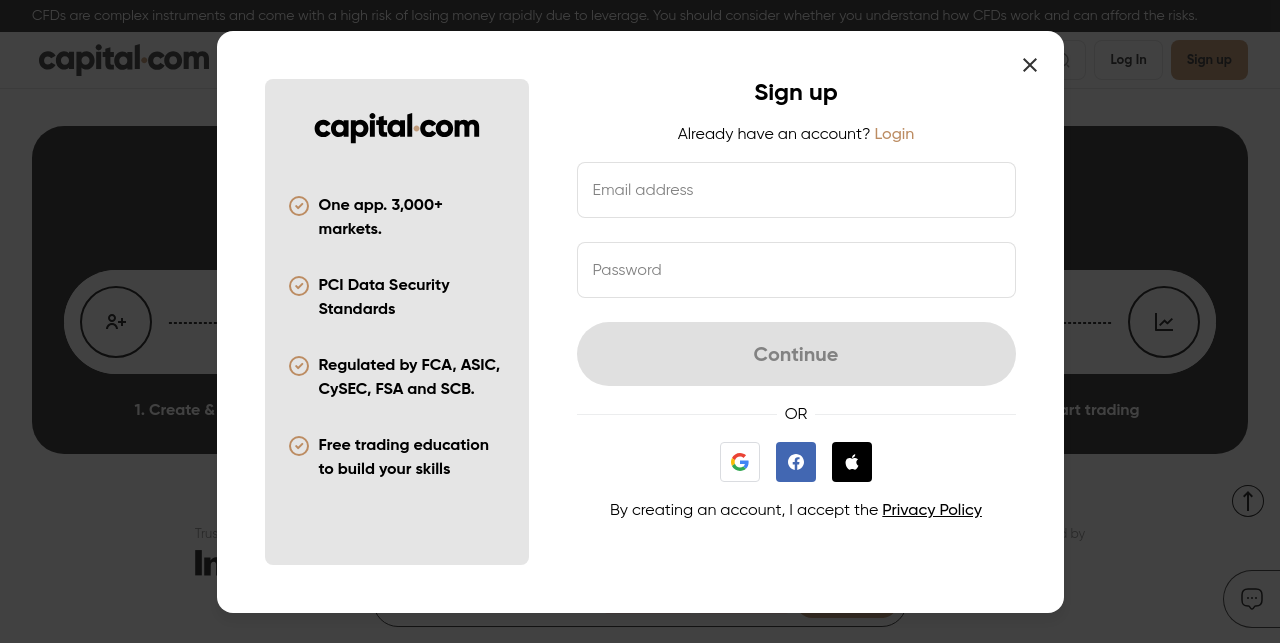 CFDs are complex instruments and come with a high risk of losing money rapidly due to leverage. You should consider whether you understand how CFDs work and can afford the risks.
capital.com
Log In
Sign up
capital.com
One app. 3,000+
markets.
PCI Data Security
Standards
Regulated by FCA, ASIC,
CySEC, FSA and SCB.
Free trading education
to build your skills
Sign up
Already have an account? Login
Email address
Password
Continue
OR
By creating an account, I accept the Privacy Policy
1. Create &
art trading
Trus
d by
In